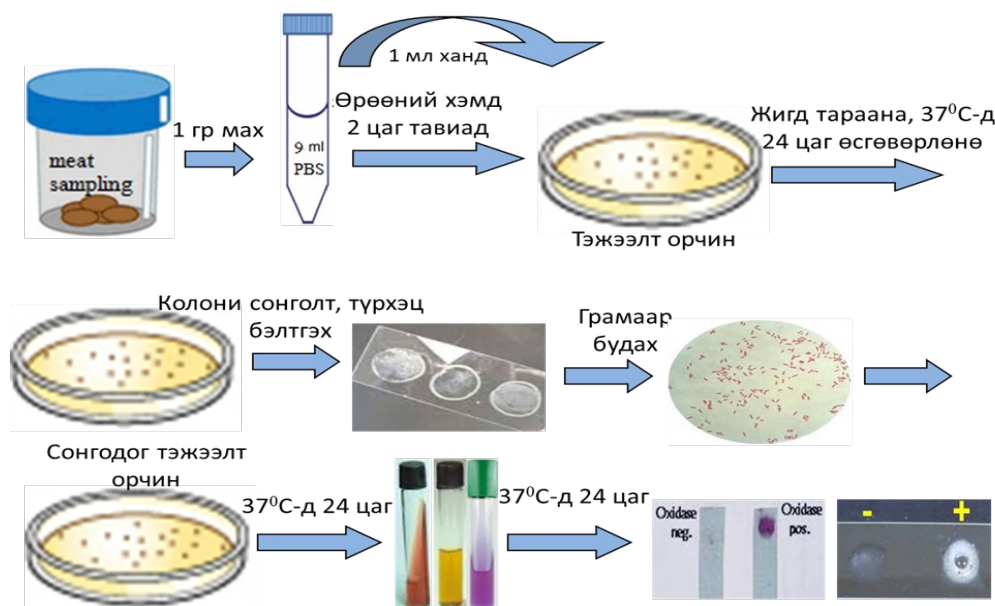 1 мл ханд
1 гр мах
meat
sampling
9 ml
PBS
Өрөөний хэмд
2 цаг тавиад
Жигд тараана, 37⁰С-д
24 цаг өсгөвөрлөнө
Тэжээлт орчин
Колони сонголт, түрхэц
бэлтгэх
Грамаар
будах
Сонгодог тэжээлт
орчин
37⁰С-д 24 цаг
37⁰С-д 24 цаг
Oxidase
neg.
Oxidase
pos.
- +